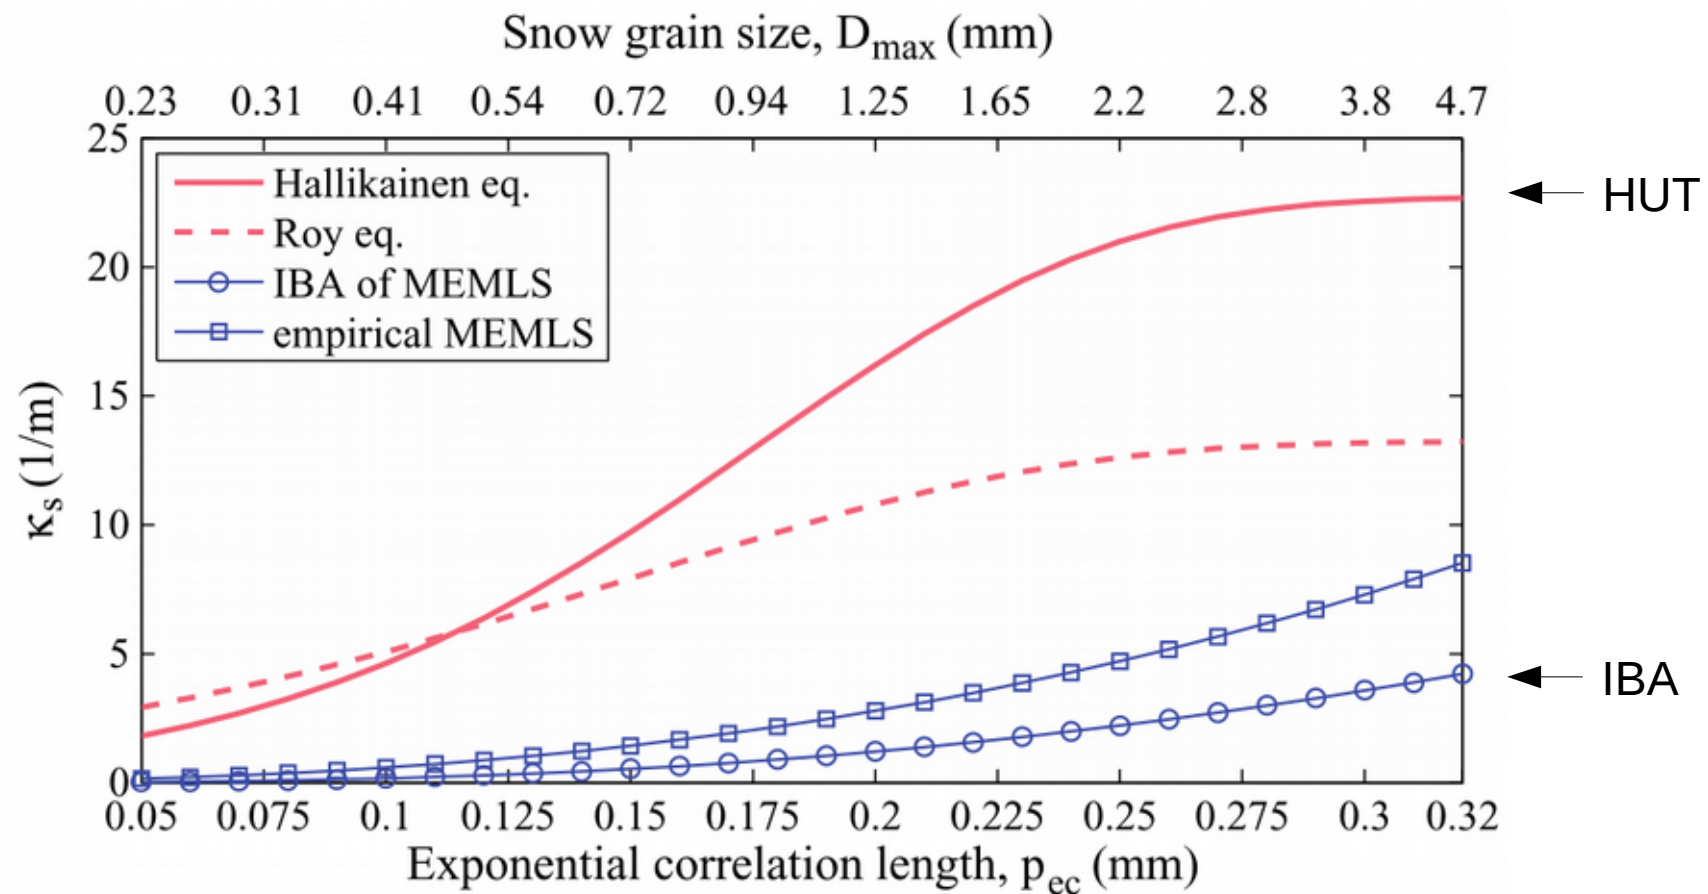 Snow grain size, Dmax (mm)
0.23 0.31 0.41 0.54 0.72 0.94 1.25 1.65 2.2 2.8 3.8 4.7
25
20
15
10
5
0
κs (1/m)
Hallikainen eq.
Roy eq.
IBA of MEMLS
empirical MEMLS
HUT
IBA
0.05 0.075 0.1 0.125 0.15 0.175 0.2 0.225 0.25 0.275 0.3 0.32
Exponential correlation length, pec (mm)